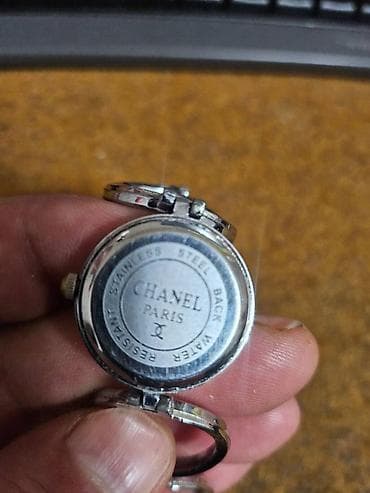 CHANEL
PARIS
STAINLESS STEEL BACK WATER RESISTANT